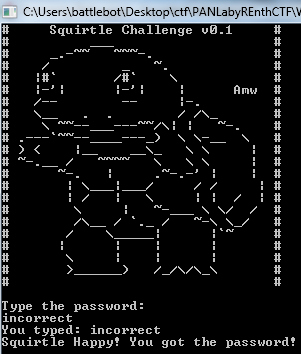 C:\Users\battlebot\Desktop\ctf\PANLabyREnthCTF\
Squirtle Challenge v0.1
Amw
Type the password:
incorrect
You typed: incorrect
Squirtle Happy! You got the password!